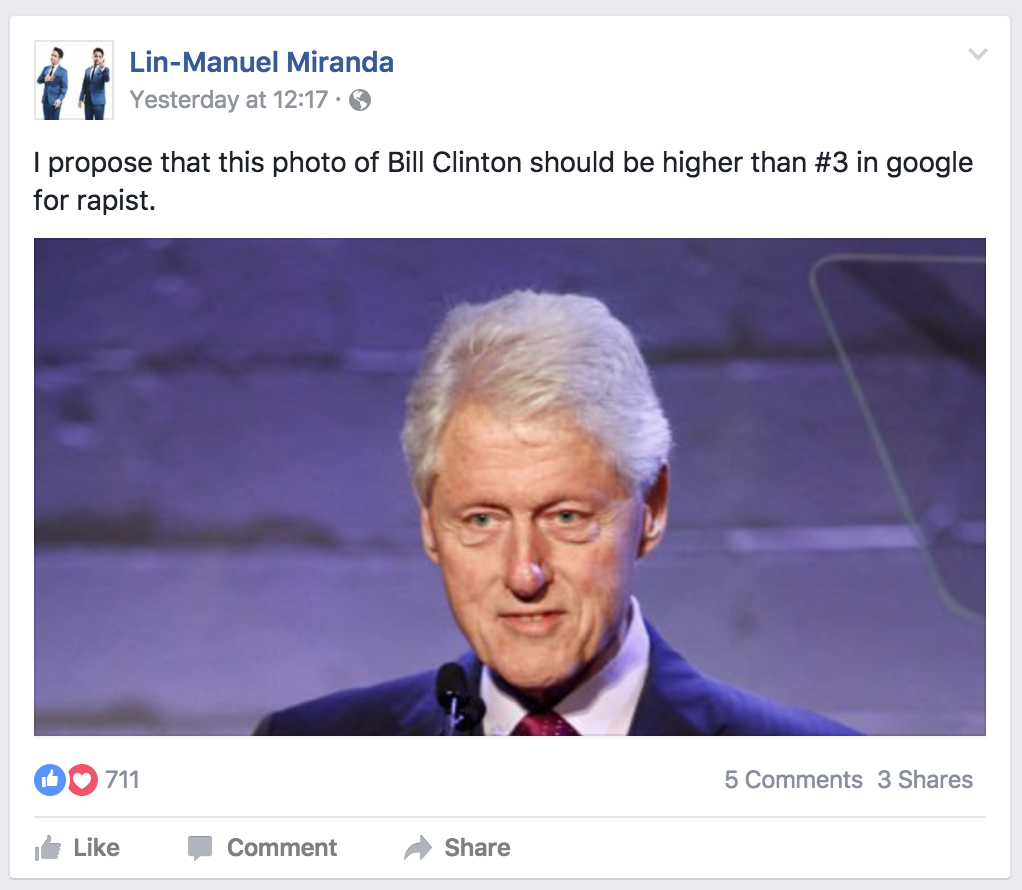 Lin-Manuel Miranda
Yesterday at 12:17 ·
I propose that this photo of Bill Clinton should be higher than #3 in google
for rapist.
711
5 Comments 3 Shares
Like Comment Share